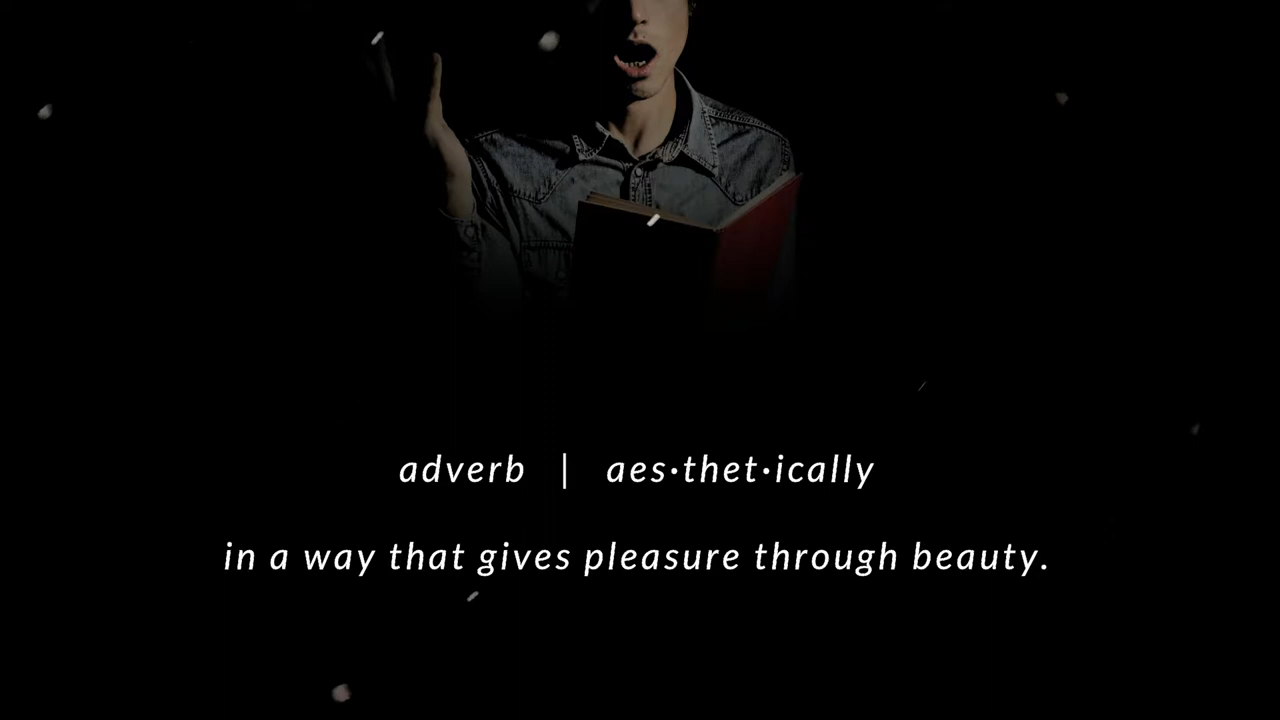 adverb | aes·thet·ically
in a way that gives pleasure through beauty.